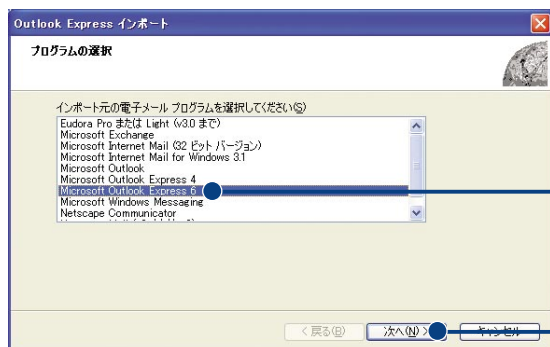 Outlook Express インポート
プログラムの選択
インポート元の電子メール プログラムを選択してください(S)
Eudora Pro または Light (v3.0 まで)
Microsoft Exchange
Microsoft Internet Mail (32 ビット バージョン)
Microsoft Internet Mail for Windows 3.1
Microsoft Outlook
Microsoft Outlook Express 4
Microsoft Outlook Express 6
Microsoft Windows Messaging
Netscape Communicator
< 戻る(B)
次へ(N) >
キャンセル